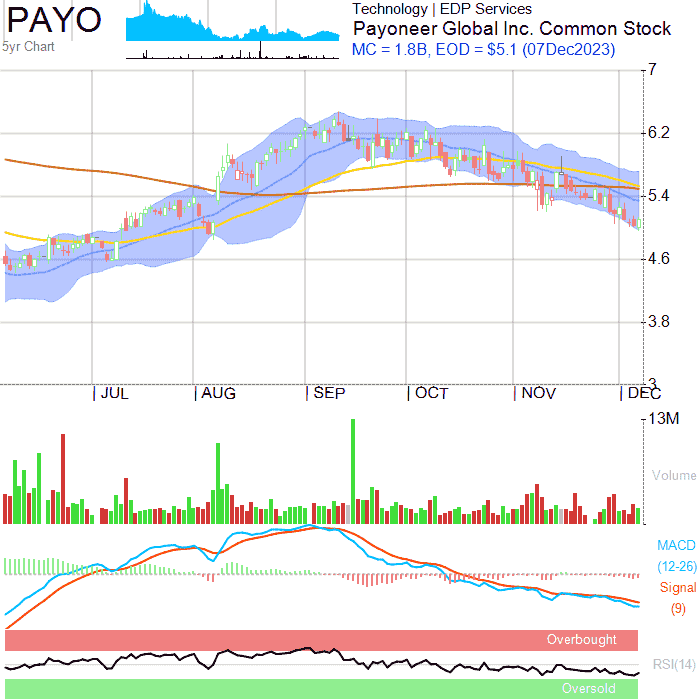 PAYO
5yr Chart
Technology | EDP Services
Payoneer Global Inc. Common Stock
MC = 1.8B, EOD = $5.1 (07Dec2023)
7
6.2
5.4
4.6
3.8
3
JUL AUG SEP OCT NOV DEC
13M
Volume
MACD
(12-26)
Signal
(9)
Overbought
RSI(14)
Oversold